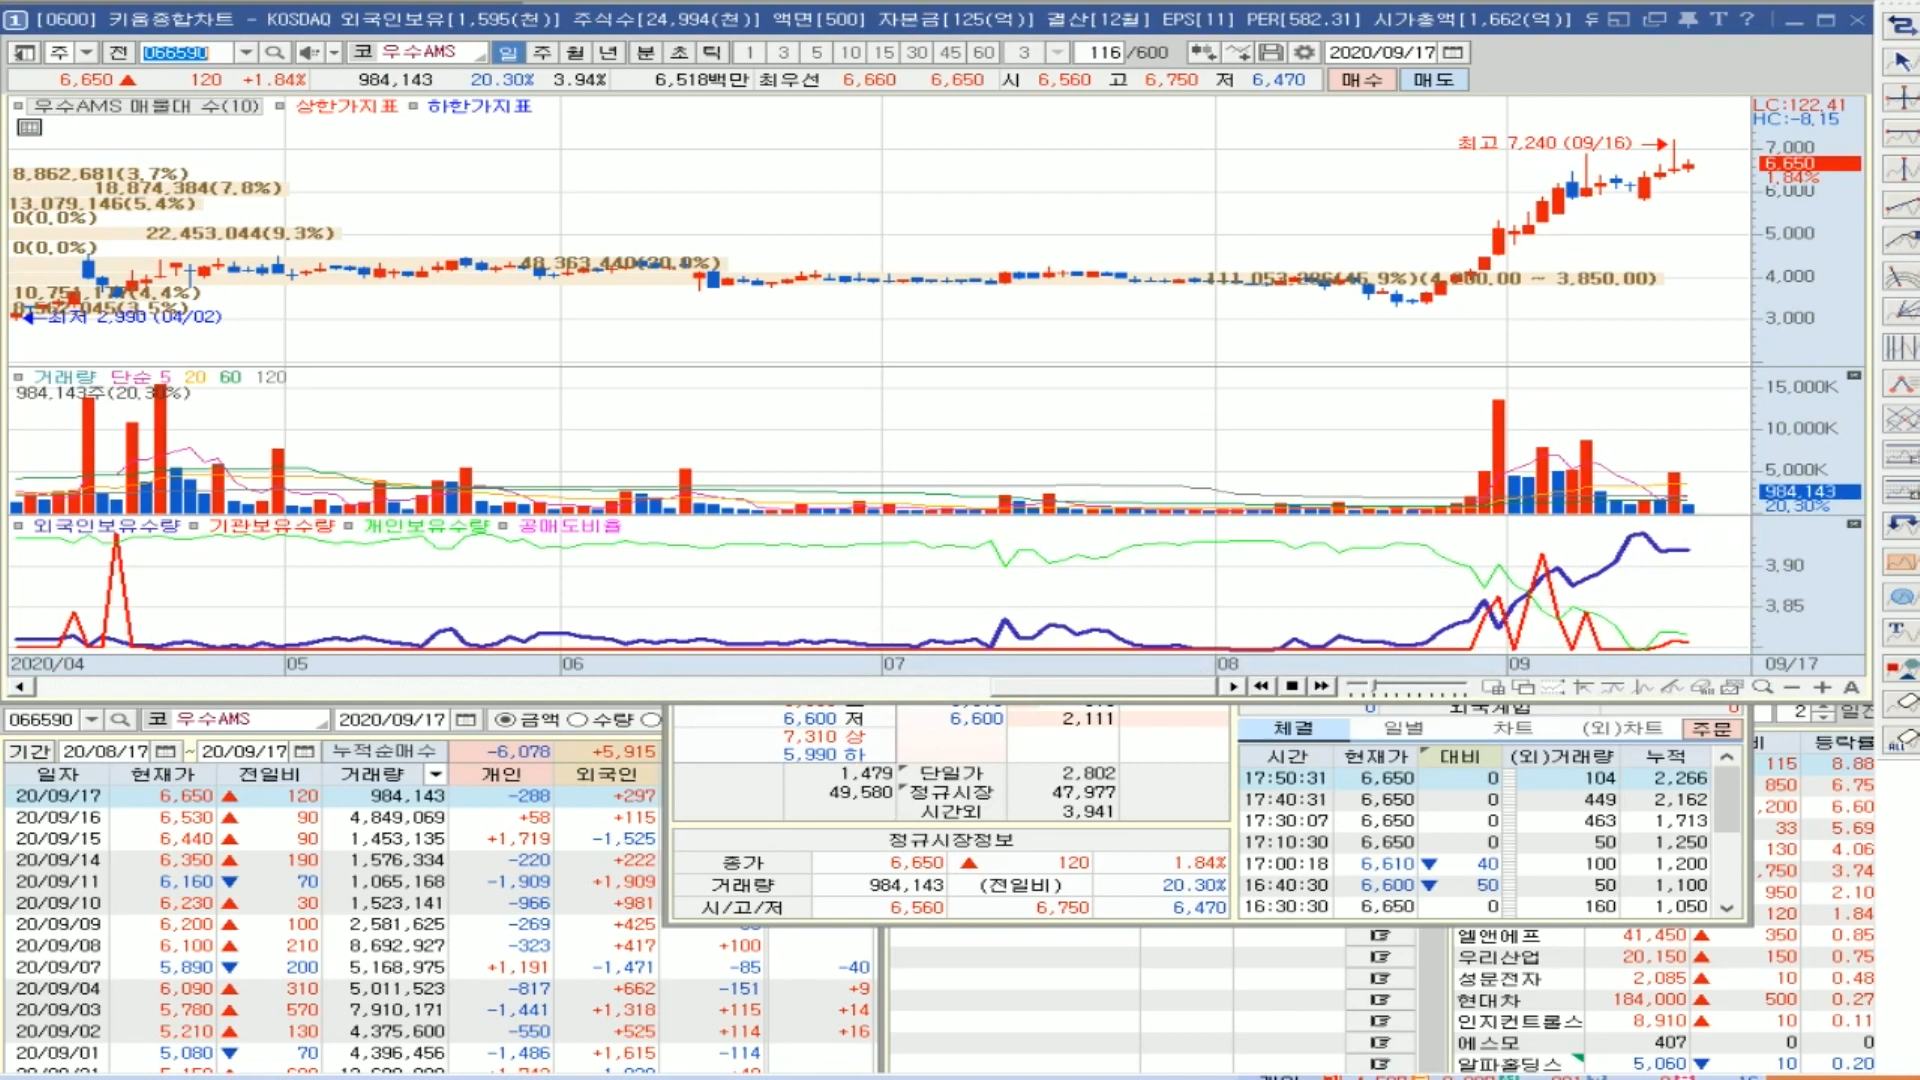 1 [0600] 키움종합차트 - KOSDAQ 외국인보유[1,595(천)] 주식수[24,994(천)] 액면[500] 자본금[125(억)] 결산[12월] EPS[11] PER[582.31] 시가총액[1,662(억)]
주 전 066590 코 우수AMS 일 주 월 년 분 초 틱 1 3 5 10 15 30 45 60 3 116 /600 2020/09/17
6,650 ▲ 120 +1.84% 984,143 20.30% 3.94% 6,518백만 최우선 6,660 6,650 시 6,560 고 6,750 저 6,470 매수 매도
우수AMS 매물대 수(10) 상한가지표 하한가지표
LC:122.41
HC:-8.15
최고 7,240 (09/16)
7,000
6,650
1.84%
6,000
8,862,681(3.7%)
18,874,384(7.8%)
13,079,146(5.4%)
0(0.0%)
22,453,044(9.3%) 5,000
0(0.0%)
4,000
~ 3,850.00)
최저 2,990 (04/02) 3,000
거래량 단순 5 20 60 120
984,143주(20.30%)
15,000K
10,000K
5,000K
984,143
20.30%
외국인보유수량 기관보유수량 개인보유수량 공매도비율
3.90
3.85
2020/04 05 06 07 08 09 09/17
066590 코 우수AMS 2020/09/17 금액 수량
기간 20/08/17 ~ 20/09/17 누적순매수 -6,078 +5,915
일자 현재가 전일비 거래량 개인 외국인
20/09/17 6,650 ▲ 120 984,143 -288 +297
20/09/16 6,530 ▲ 90 4,849,069 +58 +115
20/09/15 6,440 ▲ 90 1,453,135 +1,719 -1,525
20/09/14 6,350 ▲ 190 1,576,334 -220 +222
20/09/11 6,160 ▼ 70 1,065,168 -1,909 +1,909
20/09/10 6,230 ▲ 30 1,523,141 -966 +981
20/09/09 6,200 ▲ 100 2,581,625 -269 +425
20/09/08 6,100 ▲ 210 8,692,927 -323 +417 +100
20/09/07 5,890 ▼ 200 5,168,975 +1,191 -1,471 -85 -40
20/09/04 6,090 ▲ 310 5,011,523 -817 +662 -151 +9
20/09/03 5,780 ▲ 570 7,910,171 -1,441 +1,318 +115 +14
20/09/02 5,210 ▲ 130 4,375,600 -550 +525 +114 +16
20/09/01 5,080 ▼ 70 4,396,456 -1,486 +1,615 -114
6,600 저 6,600 2,111
7,310 상
5,990 하
1,479 단일가 2,802
49,580 정규시장 47,977
시간외 3,941
정규시장정보
종가 6,650 ▲ 120 1.84%
거래량 984,143 (전일비) 20.30%
시/고/저 6,560 6,750 6,470
체결 일별 차트 (외)차트 주문
시간 현재가 대비 (외)거래량 누적
17:50:31 6,650 0 104 2,266
17:40:31 6,650 0 449 2,162
17:30:07 6,650 0 463 1,713
17:10:30 6,650 0 50 1,250
17:00:18 6,610 ▼ 40 100 1,200
16:40:30 6,600 ▼ 50 50 1,100
16:30:30 6,650 0 160 1,050
2
등락률
115 8.88
850 6.75
,200 6.60
33 5.69
130 4.06
,750 3.74
950 2.10
120 1.84
엘앤에프 41,450 ▲ 350 0.85
우리산업 20,150 ▲ 150 0.75
성문전자 2,085 ▲ 10 0.48
현대차 184,000 ▲ 500 0.27
인지컨트롤스 8,910 ▲ 10 0.11
에스모 407 0 0
알파홀딩스 5,060 ▼ 10 0.20